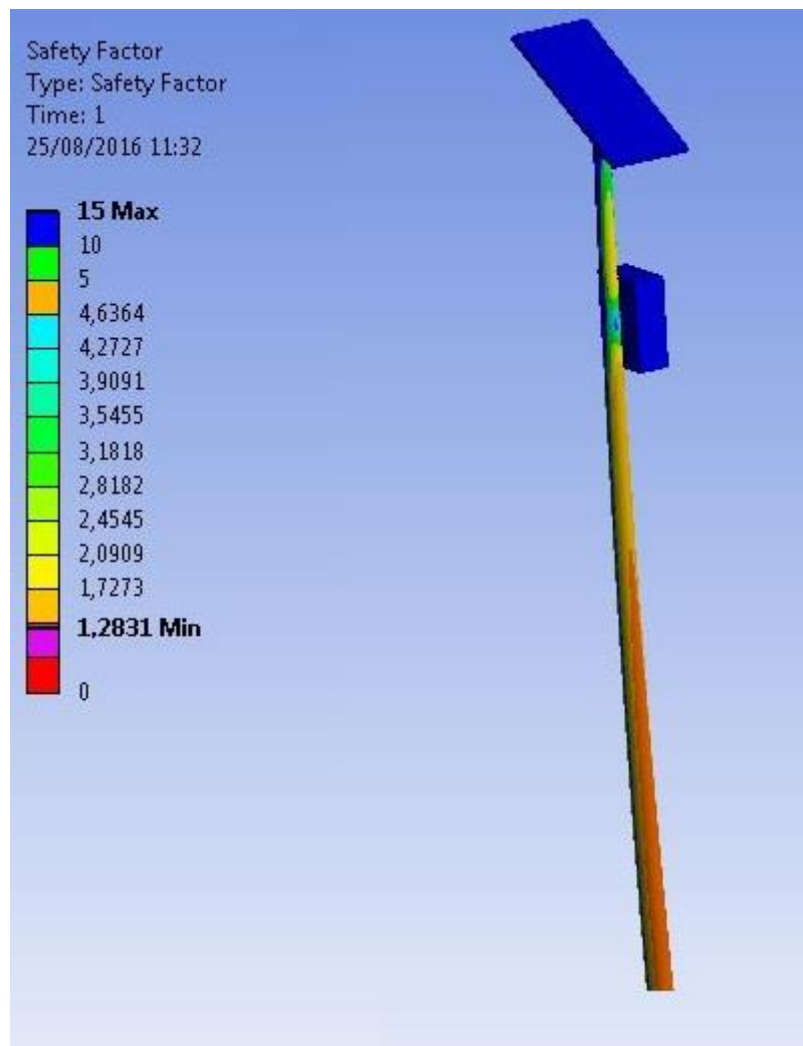 Safety Factor
Type: Safety Factor
Time: 1
25/08/2016 11:32
15 Max
10
5
4,6364
4,2727
3,9091
3,5455
3,1818
2,8182
2,4545
2,0909
1,7273
1,2831 Min
0